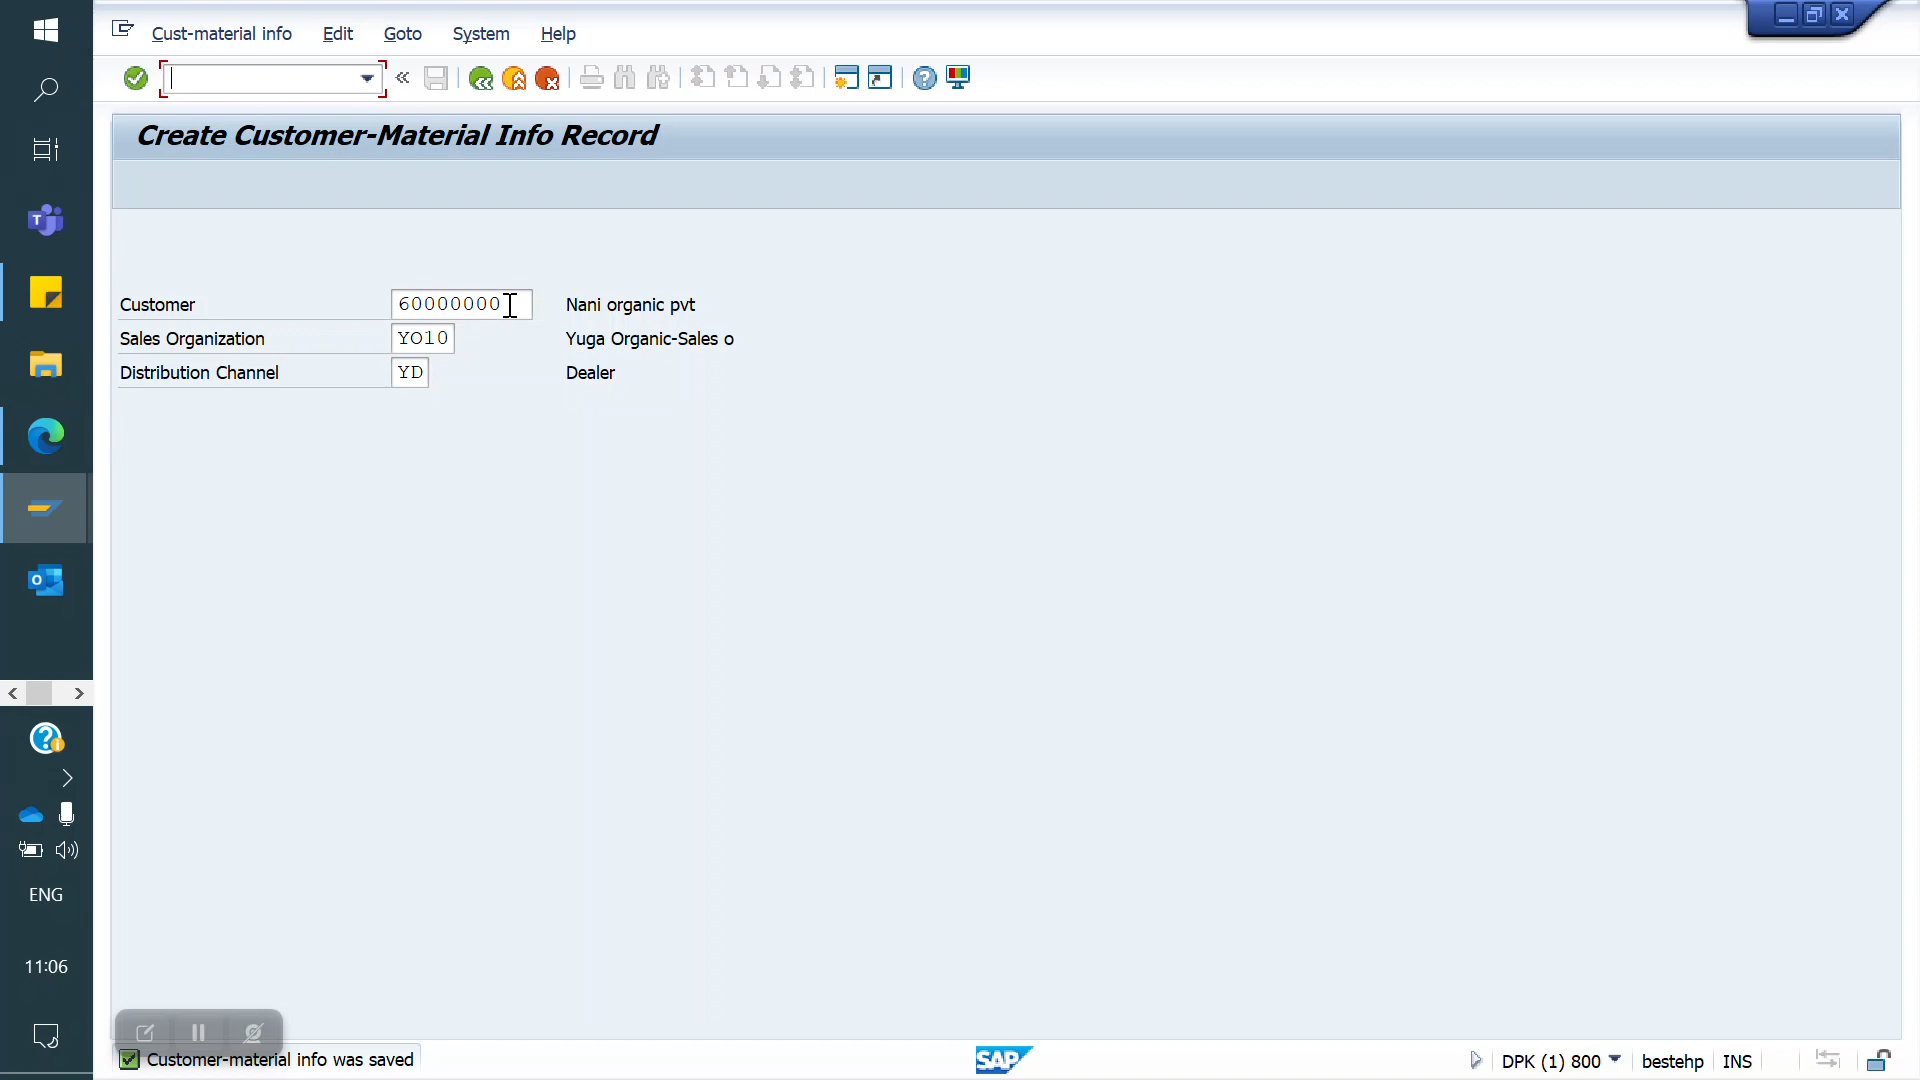 Cust-material info Edit Goto System Help
Create Customer-Material Info Record
Customer 60000000 Nani organic pvt
Sales Organization YO10 Yuga Organic-Sales o
Distribution Channel YD Dealer
ENG
11:06
Customer-material info was saved
SAP
DPK (1) 800 bestehp INS